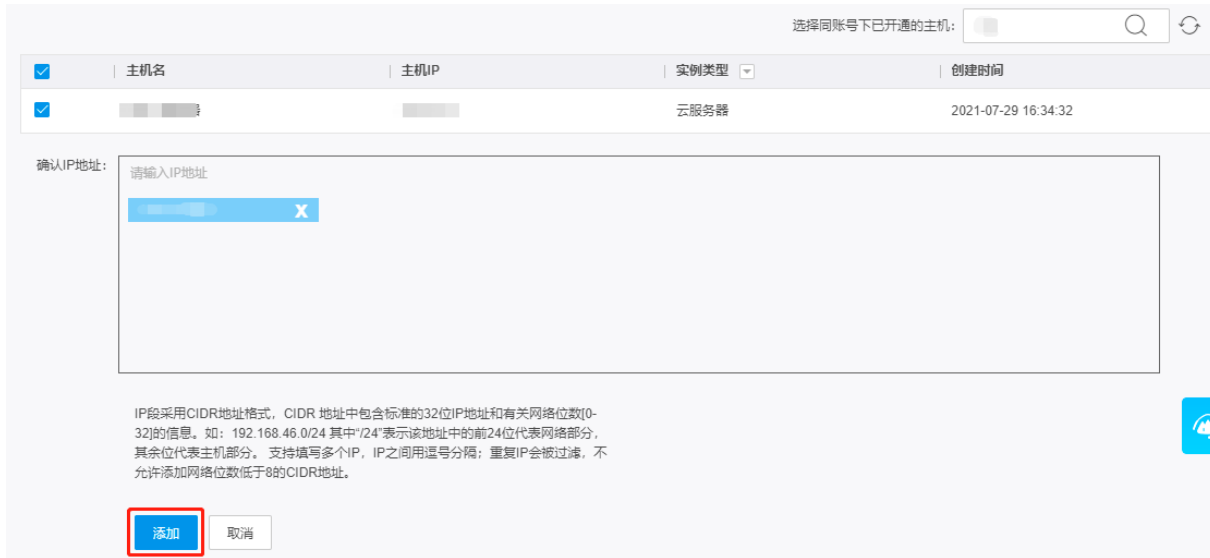 选择同账号下已开通的主机:
主机名 主机IP 实例类型 创建时间
云服务器 2021-07-29 16:34:32
确认IP地址:
请输入IP地址
X
IP段采用CIDR地址格式，CIDR 地址中包含标准的32位IP地址和有关网络位数[0-
32]的信息。如：192.168.46.0/24 其中“/24”表示该地址中的前24位代表网络部分，
其余位代表主机部分。 支持填写多个IP，IP之间用逗号分隔；重复IP会被过滤，不
允许添加网络位数低于8的CIDR地址。
添加 取消